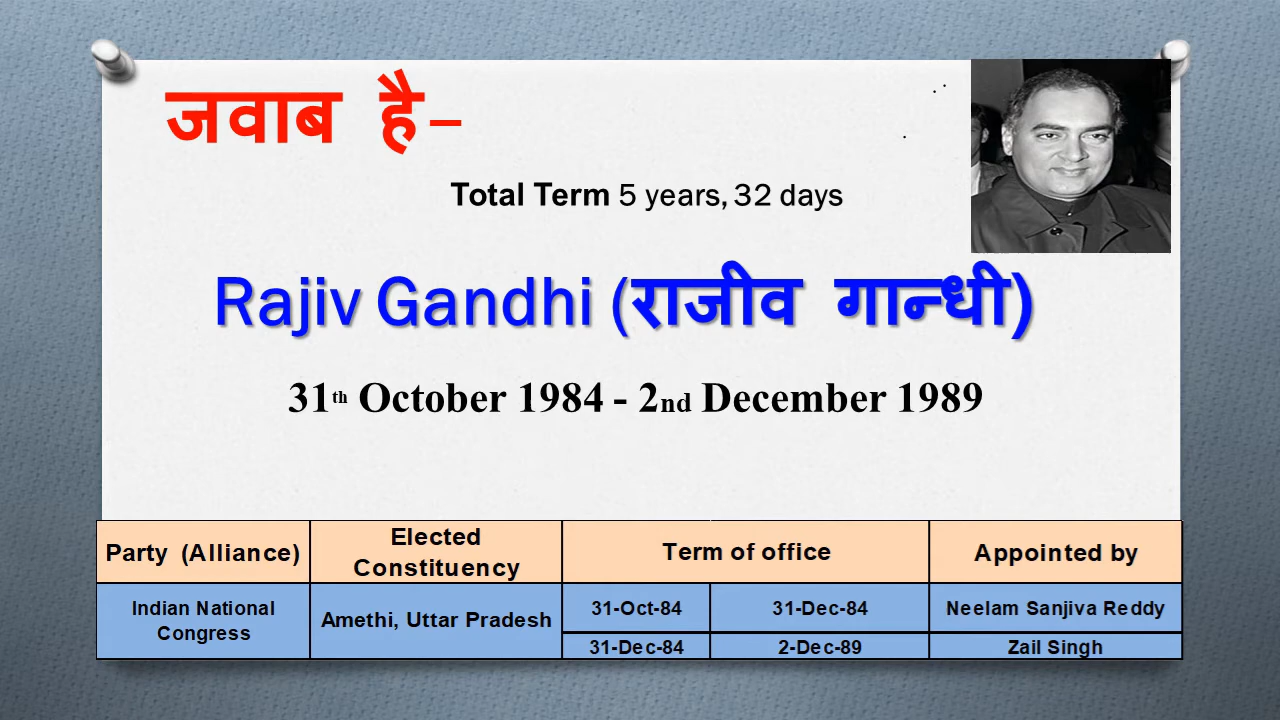 जवाब है–
Total Term 5 years, 32 days
Rajiv Gandhi (राजीव गान्धी)
31th October 1984 - 2nd December 1989
Party (Alliance)
Elected
Constituency
Term of office
Appointed by
Indian National
Congress
Amethi, Uttar Pradesh
31-Oct-84
31-Dec-84
Neelam Sanjiva Reddy
31-Dec-84
2-Dec-89
Zail Singh